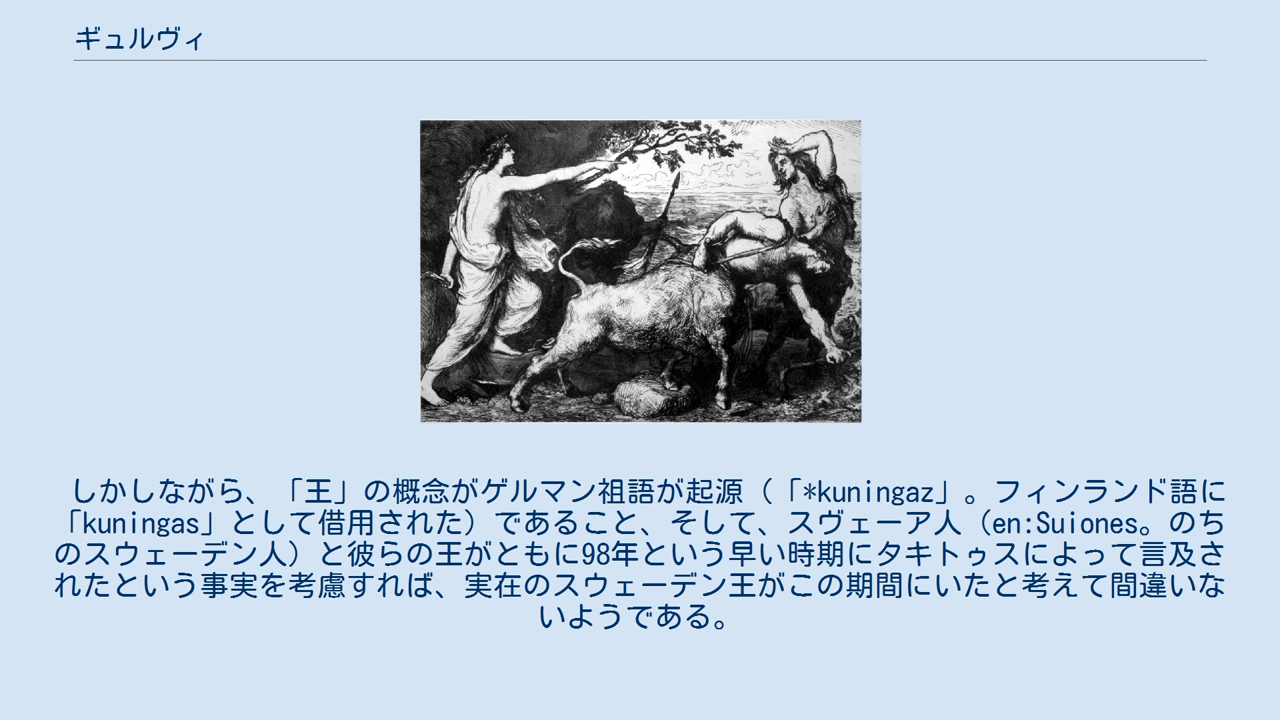 ギュルヴィ
しかしながら、「王」の概念がゲルマン祖語が起源（「*kuningaz」。フィンランド語に
「kuningas」として借用された）であること、そして、スヴェーア人（en:Suiones。のち
のスウェーデン人）と彼らの王がともに98年という早い時期にタキトゥスによって言及さ
れたという事実を考慮すれば、実在のスウェーデン王がこの期間にいたと考えて間違いな
いようである。